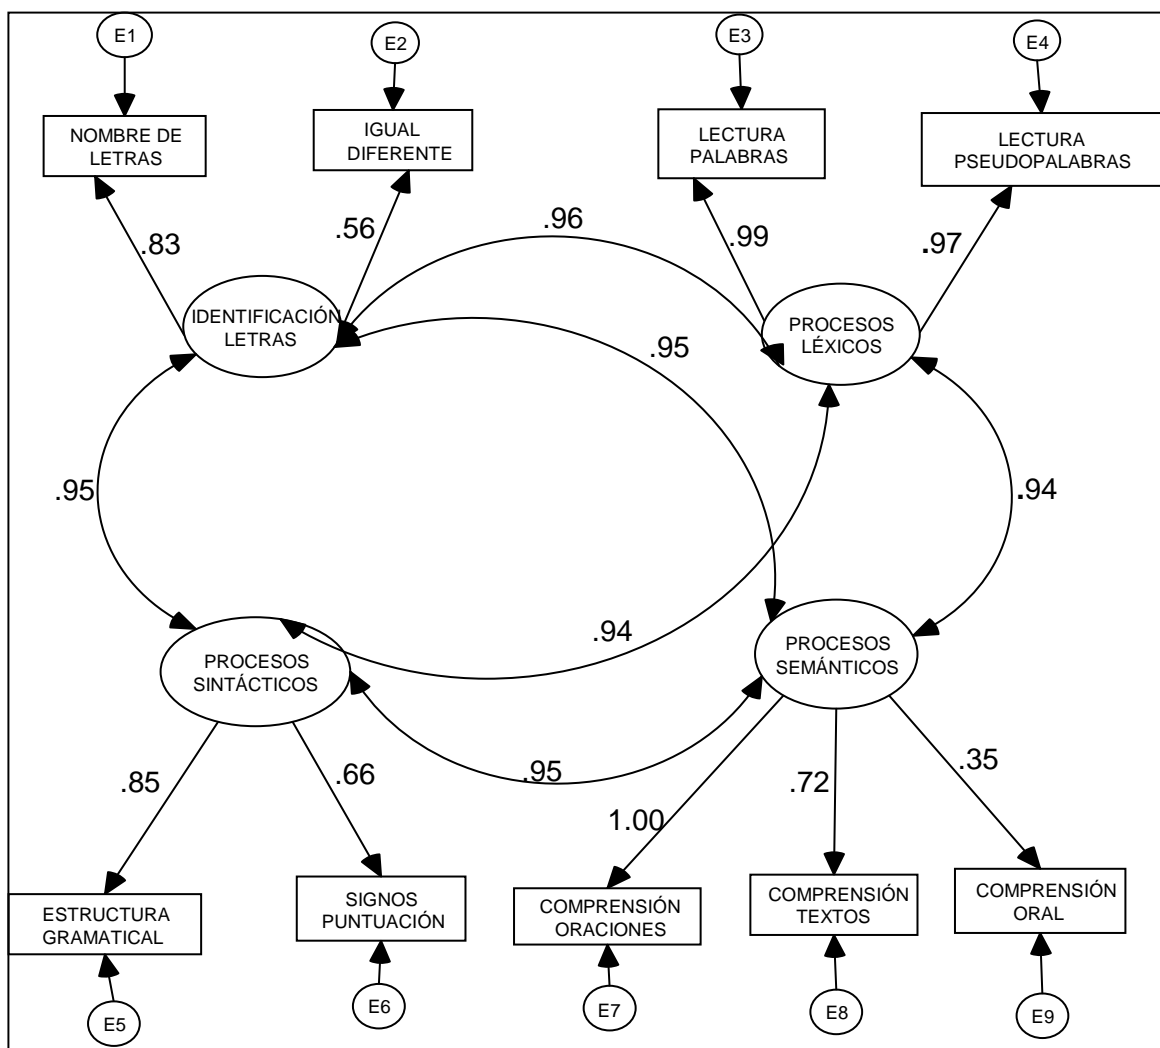 E1
E2
E3
E4
NOMBRE DE
LETRAS
IGUAL
DIFERENTE
LECTURA
PALABRAS
LECTURA
PSEUDOPALABRAS
.83
.56
.96
.99
.97
IDENTIFICACIÓN
LETRAS
PROCESOS
LÉXICOS
.95
.95
.94
.94
PROCESOS
SINTÁCTICOS
PROCESOS
SEMÁNTICOS
.85
.66
.95
1.00
.72
.35
ESTRUCTURA
GRAMATICAL
SIGNOS
PUNTUACIÓN
COMPRENSIÓN
ORACIONES
COMPRENSIÓN
TEXTOS
COMPRENSIÓN
ORAL
E5
E6
E7
E8
E9